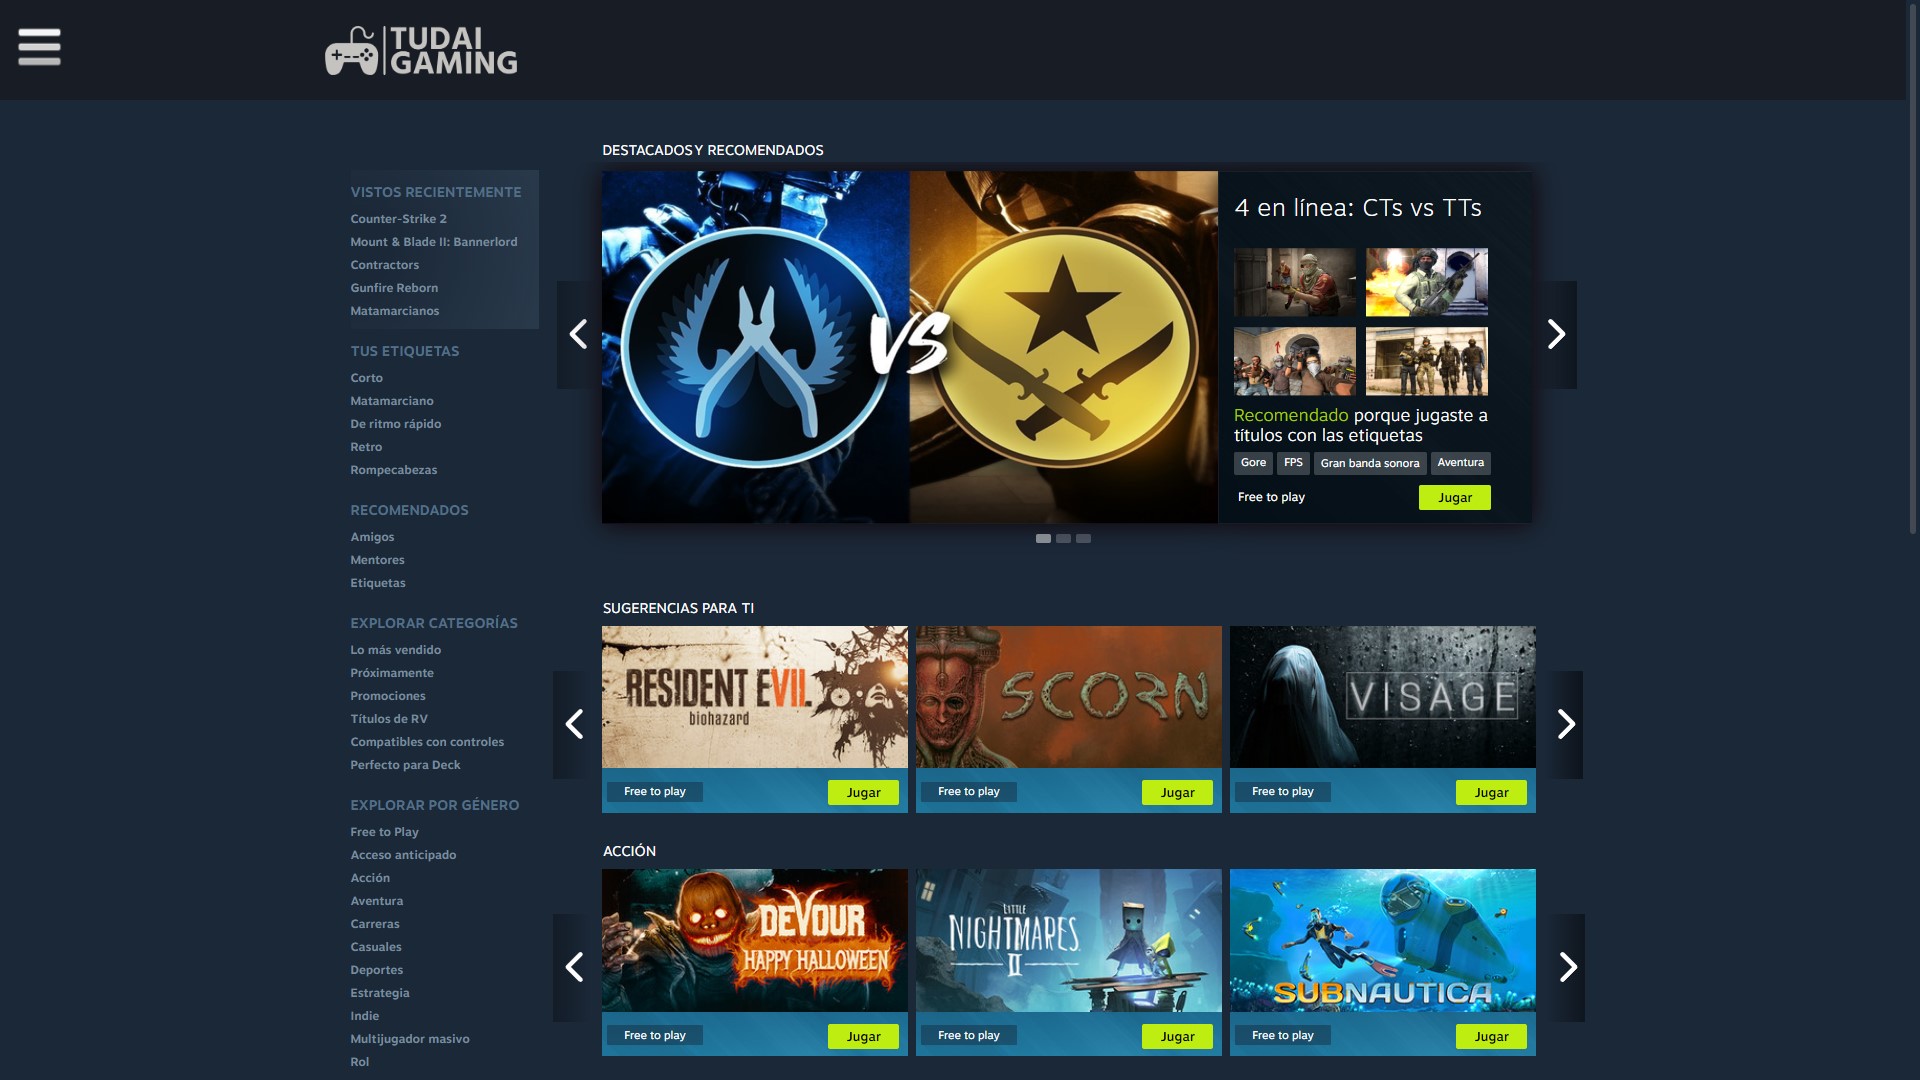 TUDAI
GAMING
DESTACADOS Y RECOMENDADOS
VISTOS RECIENTEMENTE
Counter-Strike 2
Mount & Blade II: Bannerlord
Contractors
Gunfire Reborn
Matamarcianos
TUS ETIQUETAS
Corto
Matamarciano
De ritmo rápido
Retro
Rompecabezas
RECOMENDADOS
Amigos
Mentores
Etiquetas
EXPLORAR CATEGORÍAS
Lo más vendido
Próximamente
Promociones
Títulos de RV
Compatibles con controles
Perfecto para Deck
EXPLORAR POR GÉNERO
Free to Play
Acceso anticipado
Acción
Aventura
Carreras
Casuales
Deportes
Estrategia
Indie
Multijugador masivo
Rol
VS
4 en línea: CTs vs TTs
Recomendado porque jugaste a
títulos con las etiquetas
Gore FPS Gran banda sonora Aventura
Free to play Jugar
SUGERENCIAS PARA TI
RESIDENT EVII.
biohazard
SCORN
VISAGE
Free to play Jugar
Free to play Jugar
Free to play Jugar
ACCIÓN
DEVOUR
HAPPY HALLOWEEN
LITTLE
NIGHTMARES
II
SUBNAUTICA
Free to play Jugar
Free to play Jugar
Free to play Jugar